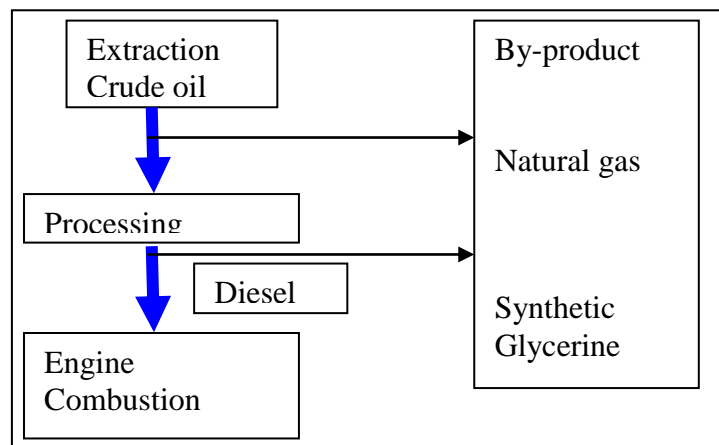 Extraction
Crude oil
By-product
Natural gas
Processing
Diesel
Synthetic
Glycerine
Engine
Combustion